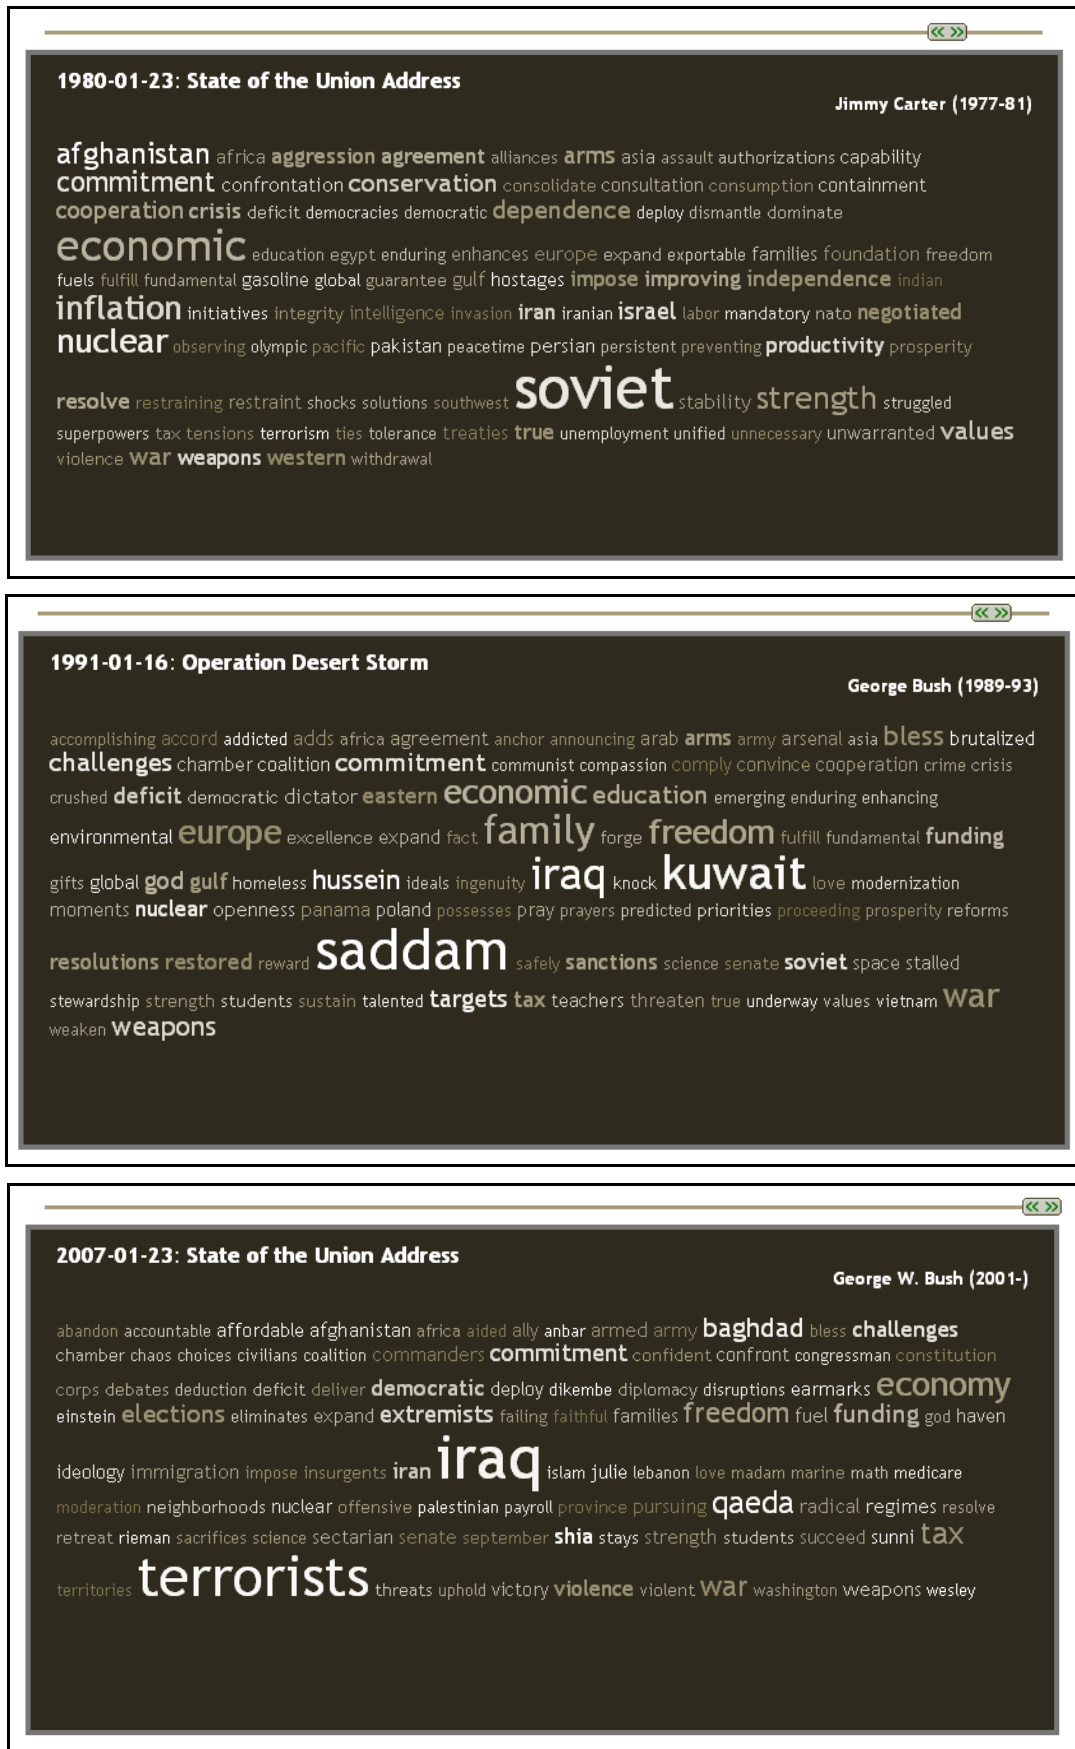 1980-01-23: State of the Union Address
Jimmy Carter (1977-81)
afghanistan africa aggression agreement alliances arms asia assault authorizations capability
commitment confrontation conservation consolidate consultation consumption containment
cooperation crisis deficit democracies democratic dependence deploy dismantle dominate
economic education egypt enduring enhances europe expand exportable families foundation freedom
fuels fulfill fundamental gasoline global guarantee gulf hostages impose improving independence indian
inflation initiatives integrity intelligence invasion iran iranian israel labor mandatory nato negotiated
nuclear observing olympic pacific pakistan peacetime persian persistent preventing productivity prosperity
resolve restraining restraint shocks solutions southwest soviet stability strength struggled
superpowers tax tensions terrorism ties tolerance treaties true unemployment unified unnecessary unwarranted values
violence war weapons western withdrawal
1991-01-16: Operation Desert Storm
George Bush (1989-93)
accomplishing accord addicted adds africa agreement anchor announcing arab arms army arsenal asia bless brutalized
challenges chamber coalition commitment communist compassion comply convince cooperation crime crisis
crushed deficit democratic dictator eastern economic education emerging enduring enhancing
environmental europe excellence expand fact family forge freedom fulfill fundamental funding
gifts global god gulf homeless hussein ideals ingenuity iraq knock kuwait love modernization
moments nuclear openness panama poland possesses pray prayers predicted priorities proceeding prosperity reforms
resolutions restored reward saddam safely sanctions science senate soviet space stalled
stewardship strength students sustain talented targets tax teachers threaten true underway values vietnam war
weaken weapons
2007-01-23: State of the Union Address
George W. Bush (2001-)
abandon accountable affordable afghanistan africa aided ally anbar armed army baghdad bless challenges
chamber chaos choices civilians coalition commanders commitment confident confront congressman constitution
corps debates deduction deficit deliver democratic deploy dikembe diplomacy disruptions earmarks economy
einstein elections eliminates expand extremists failing faithful families freedom fuel funding god haven
ideology immigration impose insurgents iran iraq islam julie lebanon love madam marine math medicare
moderation neighborhoods nuclear offensive palestinian payroll province pursuing qaeda radical regimes resolve
retreat rieman sacrifices science sectarian senate september shia stays strength students succeed sunni tax
territories terrorists threats uphold victory violence violent war washington weapons wesley